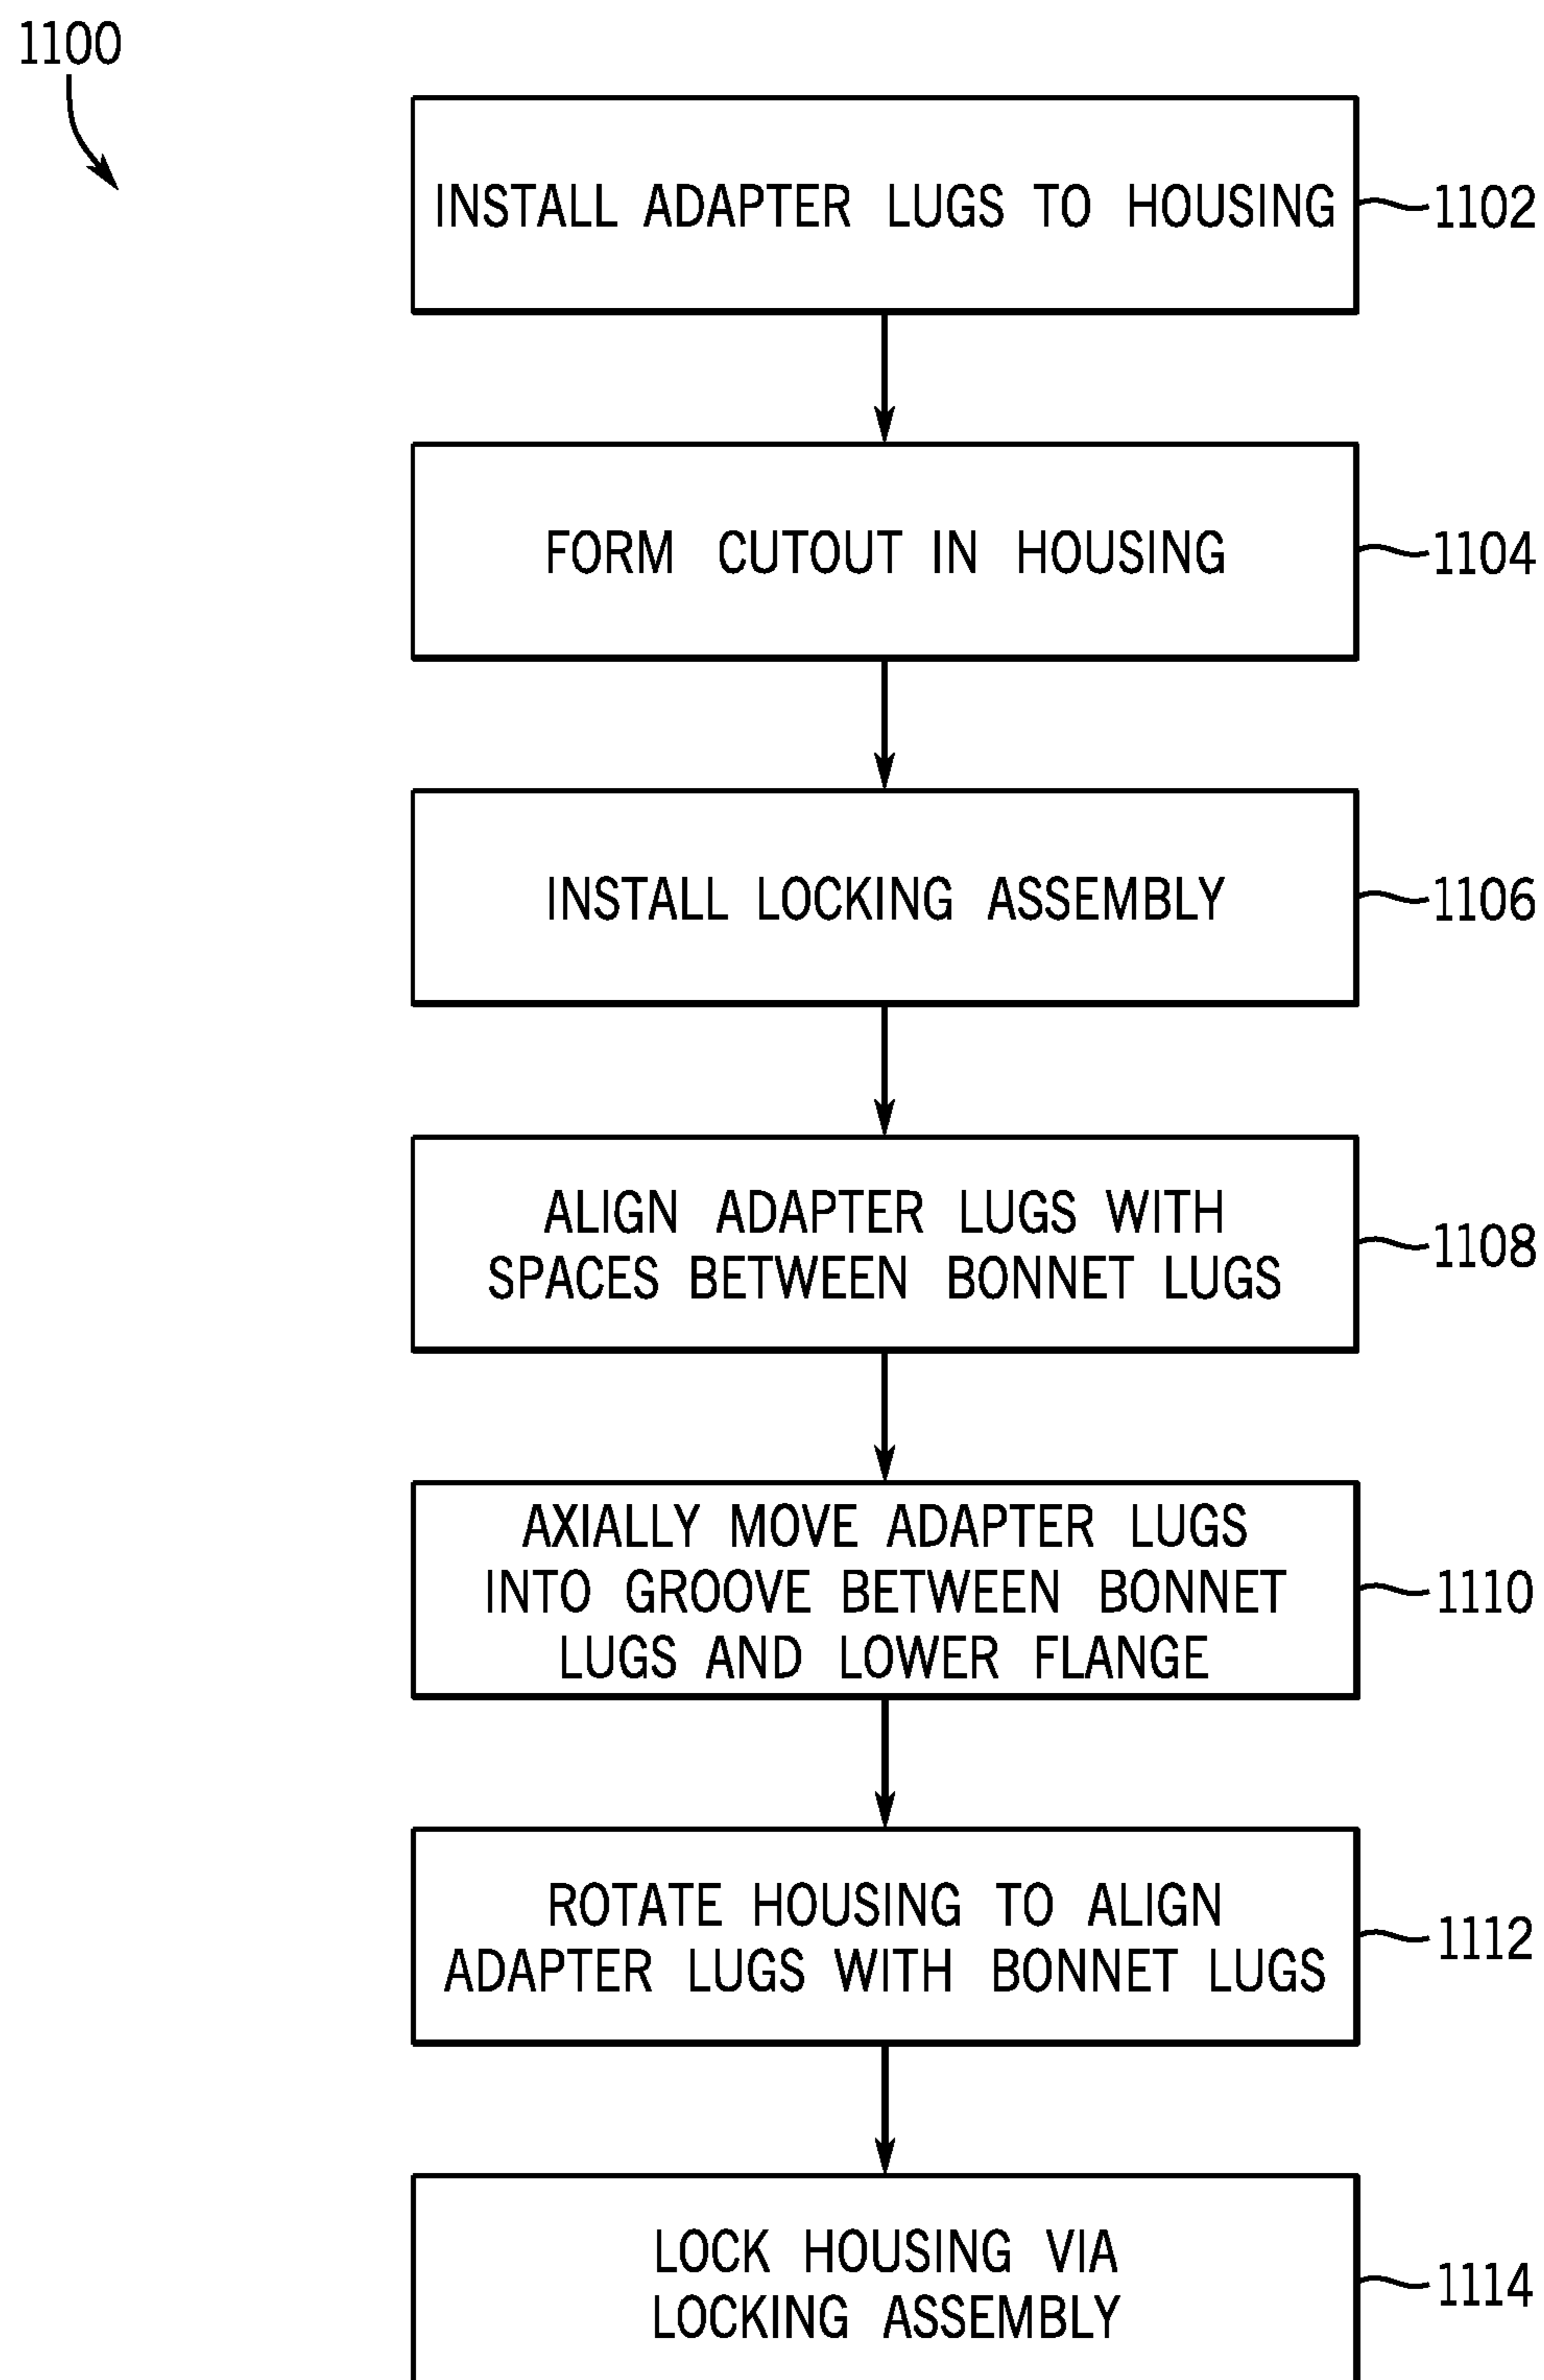 1100
INSTALL ADAPTER LUGS TO HOUSING
1102
FORM CUTOUT IN HOUSING
1104
INSTALL LOCKING ASSEMBLY
1106
ALIGN ADAPTER LUGS WITH
SPACES BETWEEN BONNET LUGS
1108
AXIALLY MOVE ADAPTER LUGS
INTO GROOVE BETWEEN BONNET
LUGS AND LOWER FLANGE
1110
ROTATE HOUSING TO ALIGN
ADAPTER LUGS WITH BONNET LUGS
1112
LOCK HOUSING VIA
LOCKING ASSEMBLY
1114